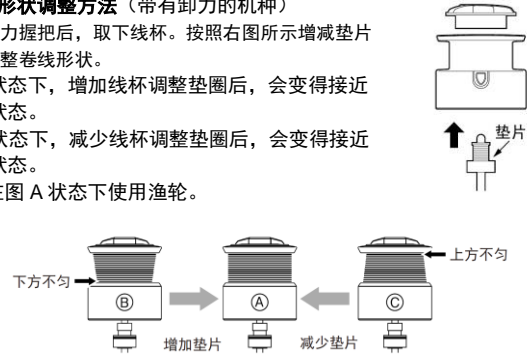 形状调整方法（带有卸力的机种）
力握把后，取下线杯。按照右图所示增减垫片
整卷线形状。
状态下，增加线杯调整垫圈后，会变得接近
状态。
状态下，减少线杯调整垫圈后，会变得接近
状态。
图 A 状态下使用渔轮。
垫片
上方不匀
下方不匀
Ⓑ
Ⓐ
Ⓒ
增加垫片
减少垫片